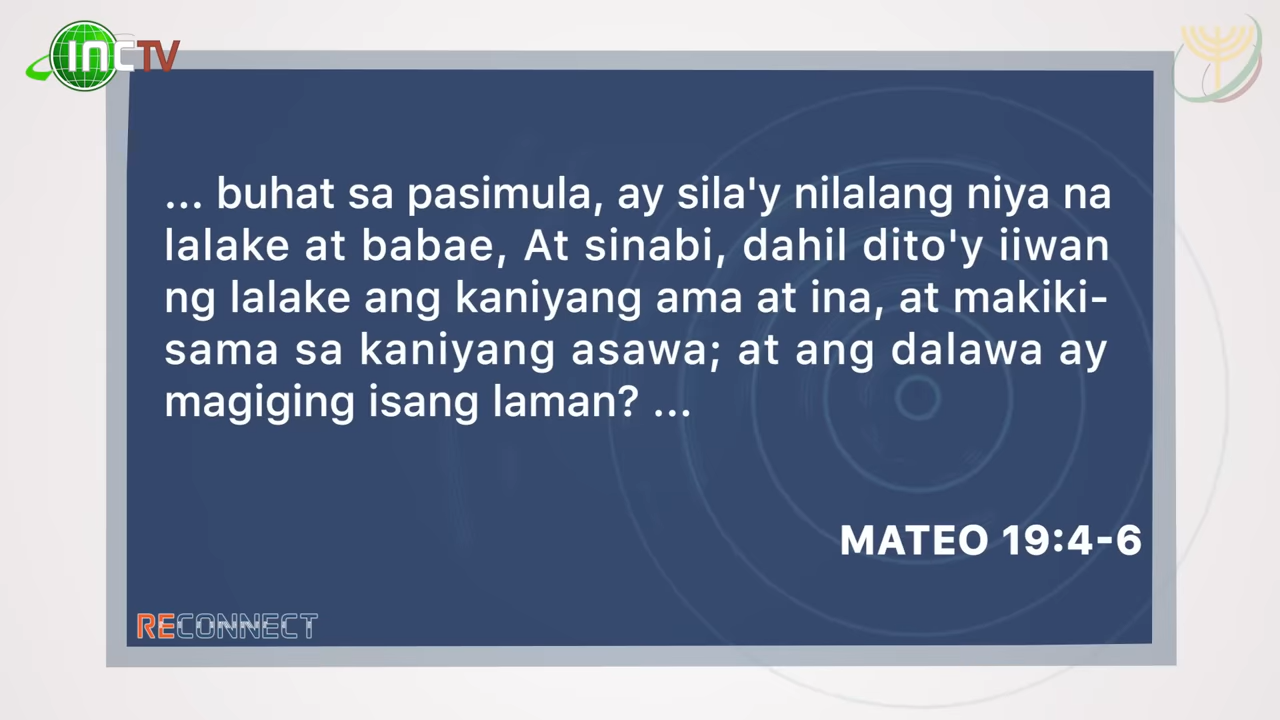 INCTV
... buhat sa pasimula, ay sila'y nilalang niya na
lalake at babae, At sinabi, dahil dito'y iiwan
ng lalake ang kaniyang ama at ina, at makiki-
sama sa kaniyang asawa; at ang dalawa ay
magiging isang laman? ...
MATEO 19:4-6
RECONNECT